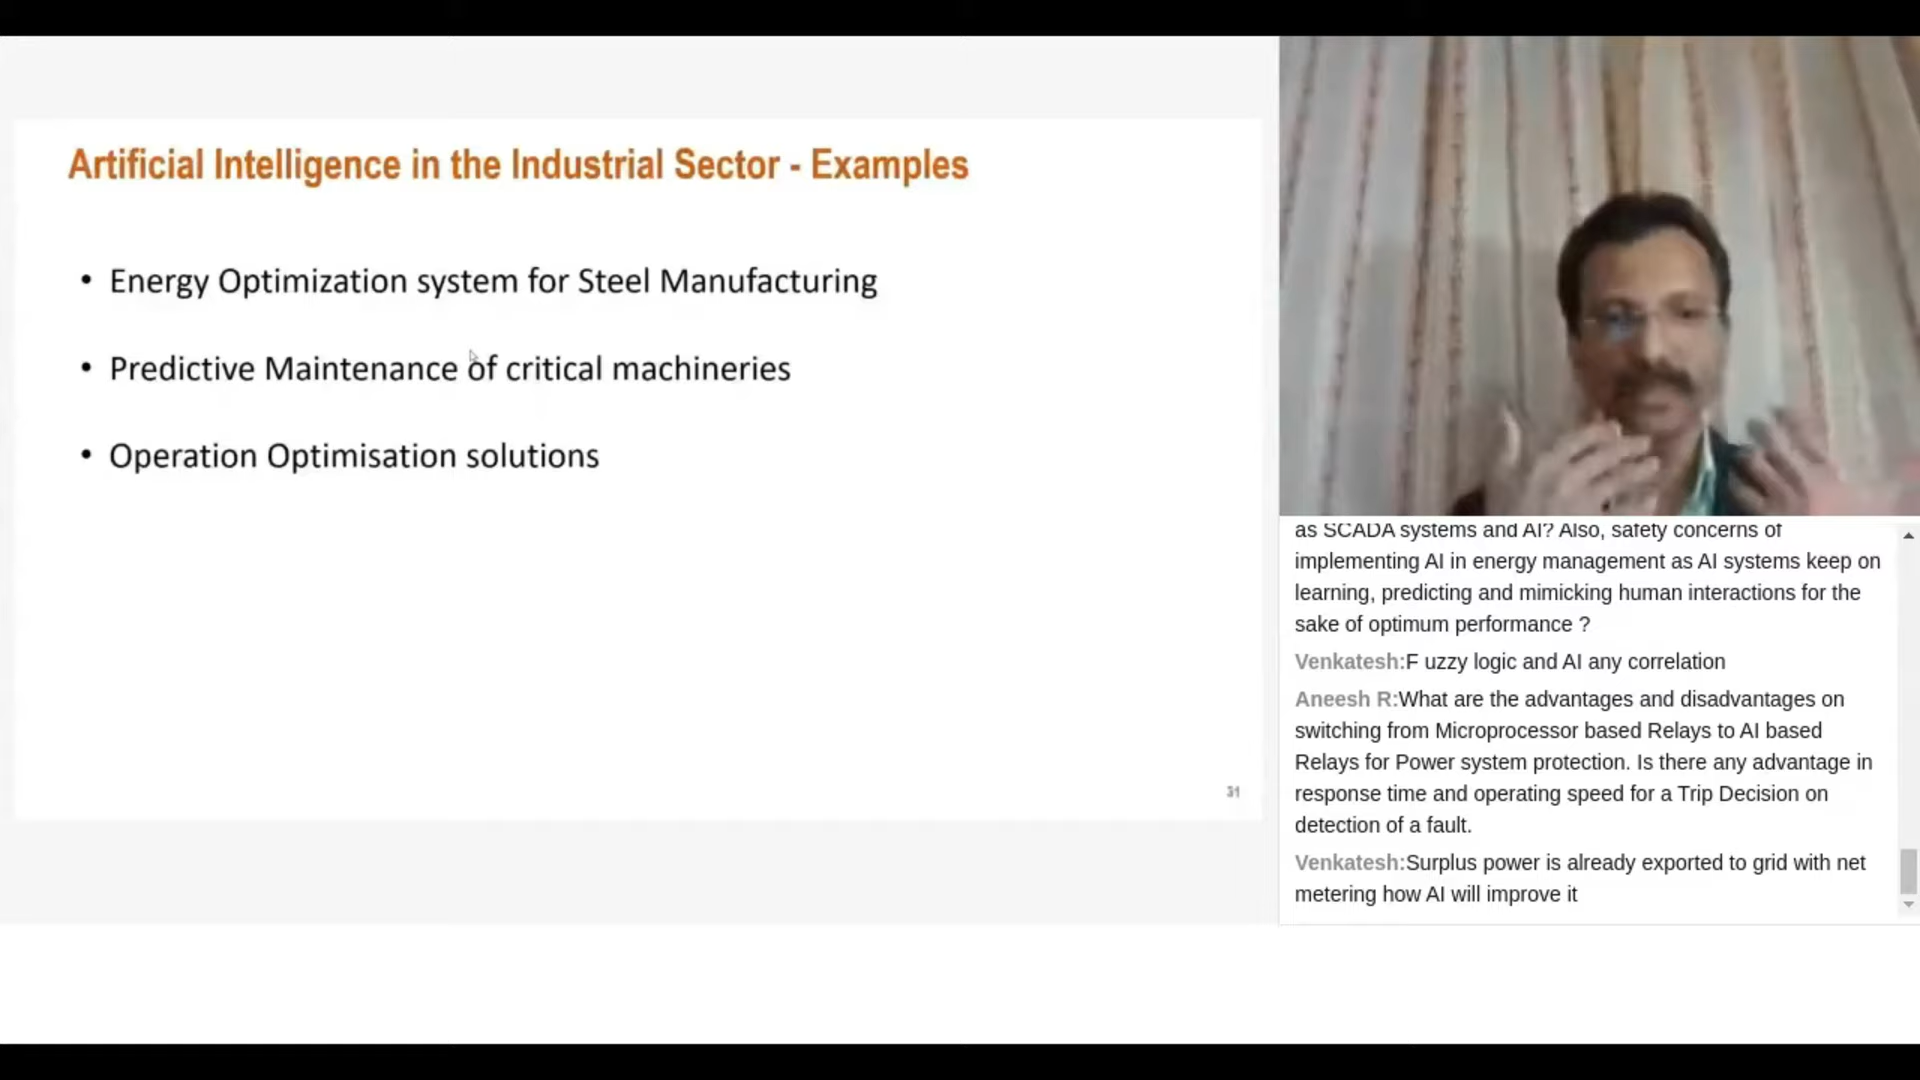 Artificial Intelligence in the Industrial Sector - Examples
• Energy Optimization system for Steel Manufacturing
• Predictive Maintenance of critical machineries
• Operation Optimisation solutions
31
as SCADA systems and AI? Also, safety concerns of
implementing AI in energy management as AI systems keep on
learning, predicting and mimicking human interactions for the
sake of optimum performance ?
Venkatesh:F uzzy logic and AI any correlation
Aneesh R:What are the advantages and disadvantages on
switching from Microprocessor based Relays to AI based
Relays for Power system protection. Is there any advantage in
response time and operating speed for a Trip Decision on
detection of a fault.
Venkatesh:Surplus power is already exported to grid with net
metering how AI will improve it